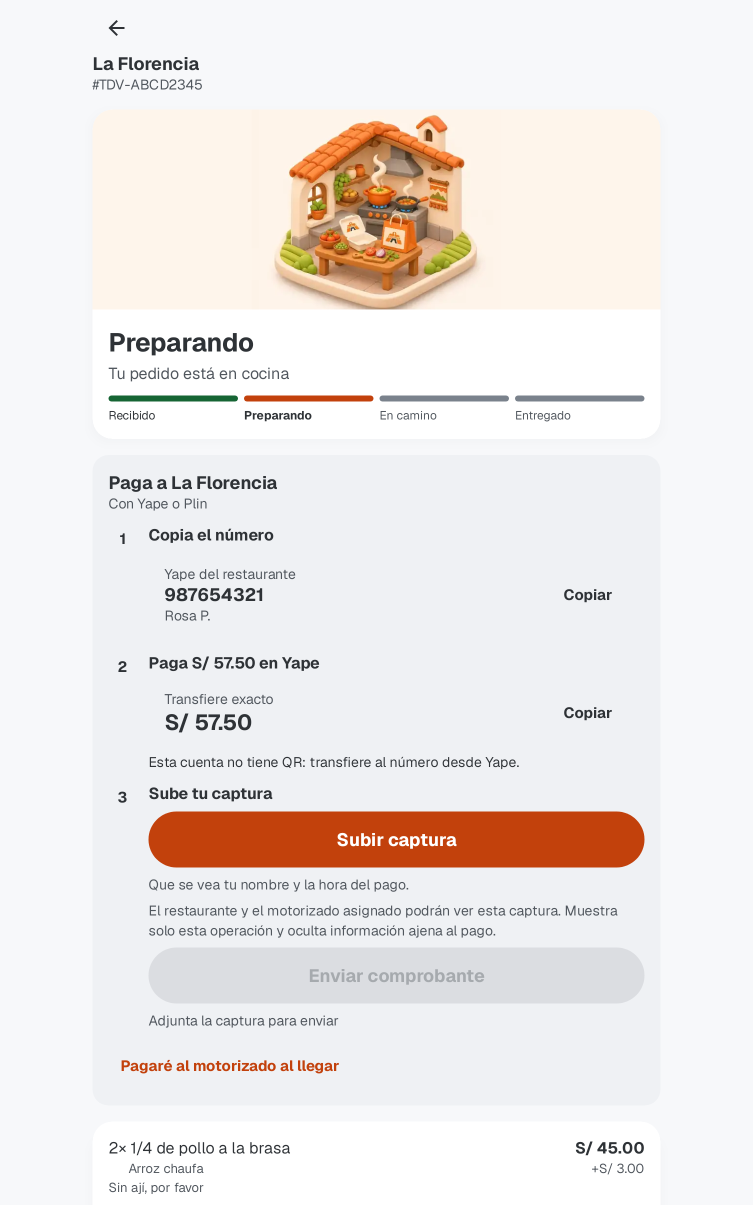 La Florencia
#TDV-ABCD2345
Preparando
Tu pedido está en cocina
Recibido
Preparando
En camino
Entregado
Paga a La Florencia
Con Yape o Plin
1
Copia el número
Yape del restaurante
987654321
Rosa P.
Copiar
2
Paga S/ 57.50 en Yape
Transfiere exacto
S/ 57.50
Copiar
Esta cuenta no tiene QR: transfiere al número desde Yape.
3
Sube tu captura
Subir captura
Que se vea tu nombre y la hora del pago.
El restaurante y el motorizado asignado podrán ver esta captura. Muestra
solo esta operación y oculta información ajena al pago.
Enviar comprobante
Adjunta la captura para enviar
Pagaré al motorizado al llegar
2× 1/4 de pollo a la brasa
S/ 45.00
Arroz chaufa
+S/ 3.00
Sin ají, por favor